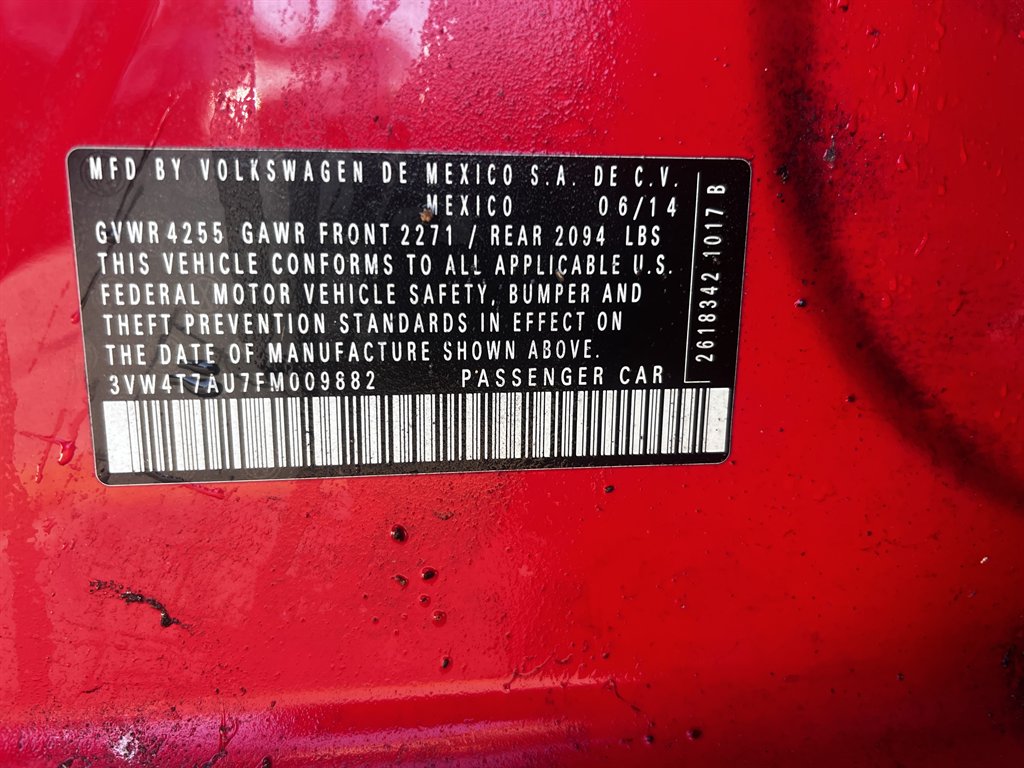 MFD BY VOLKSWAGEN DE MEXICO S.A. DE C.V.
MEXICO 06/14
GVWR 4255 GAWR FRONT 2271 / REAR 2094 LBS
THIS VEHICLE CONFORMS TO ALL APPLICABLE U.S.
FEDERAL MOTOR VEHICLE SAFETY, BUMPER AND
THEFT PREVENTION STANDARDS IN EFFECT ON
THE DATE OF MANUFACTURE SHOWN ABOVE.
3VW4T7AU7FM009882 PASSENGER CAR
2618342 1017 B